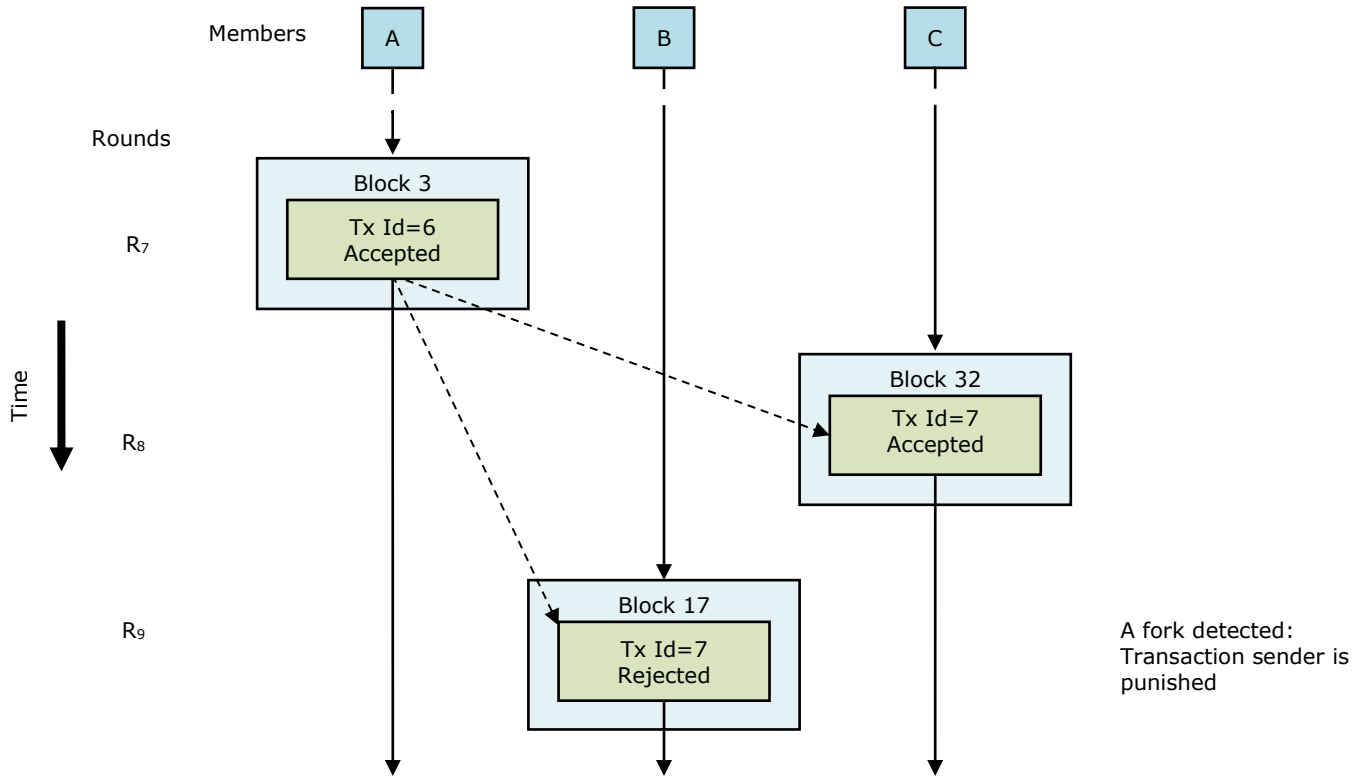 Members
A
B
C
Rounds
Block 3
Tx Id=6
Accepted
R₇
Time
Block 32
Tx Id=7
Accepted
R₈
Block 17
Tx Id=7
Rejected
R₉
A fork detected:
Transaction sender is
punished